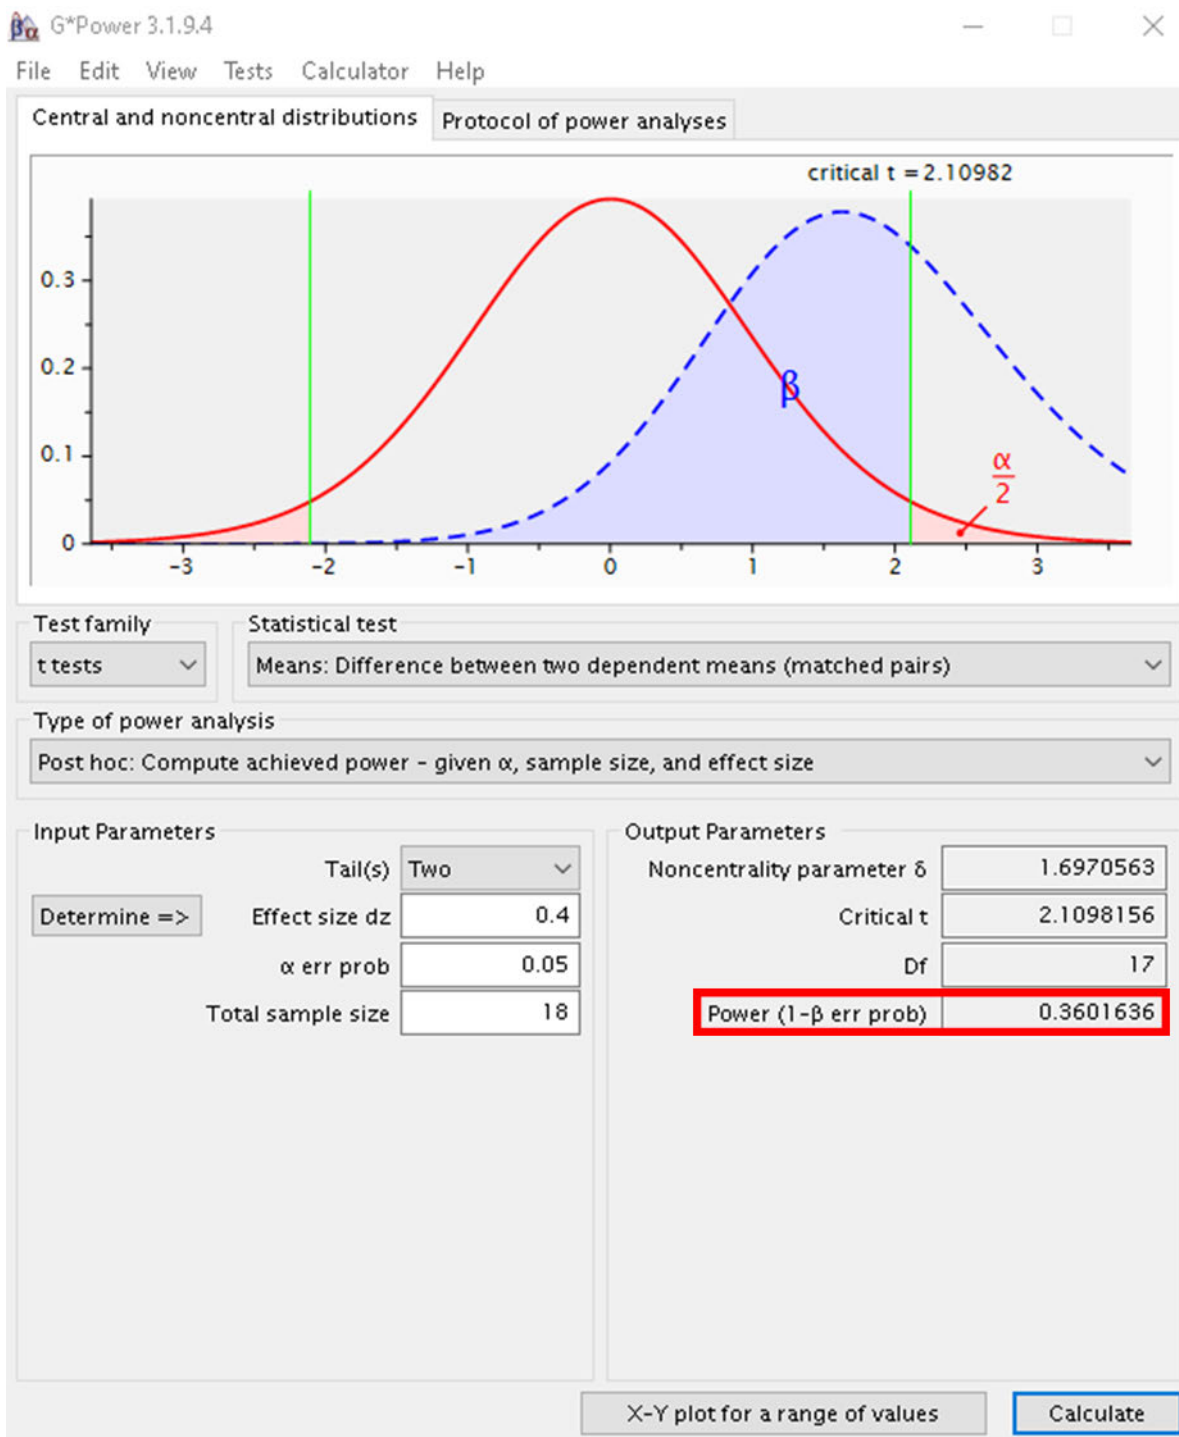 G*Power 3.1.9.4
File Edit View Tests Calculator Help
Central and noncentral distributions Protocol of power analyses
critical t = 2.10982
0.3
0.2
0.1
0
β
α
2
-3 -2 -1 0 1 2 3
Test family Statistical test
t tests Means: Difference between two dependent means (matched pairs)
Type of power analysis
Post hoc: Compute achieved power - given α, sample size, and effect size
Input Parameters Output Parameters
Tail(s) Two Noncentrality parameter δ 1.6970563
Determine => Effect size dz 0.4 Critical t 2.1098156
α err prob 0.05 Df 17
Total sample size 18 Power (1-β err prob) 0.3601636
X-Y plot for a range of values Calculate